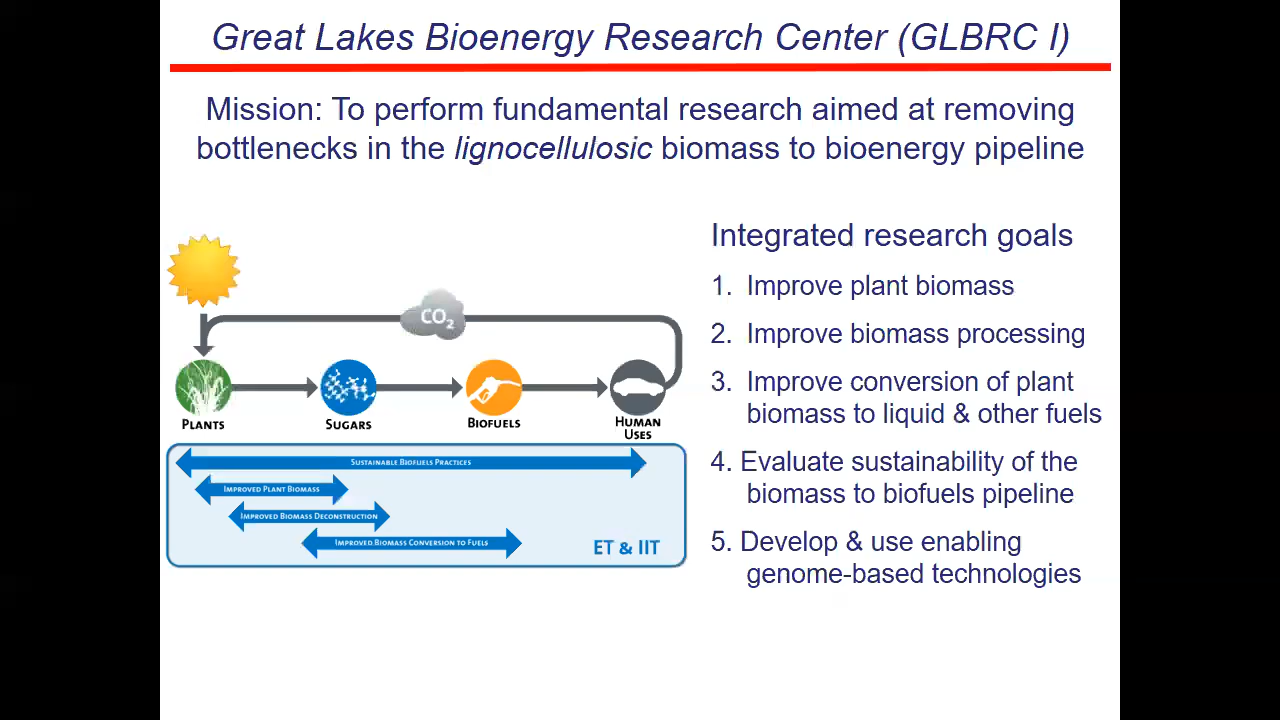 Great Lakes Bioenergy Research Center (GLBRC I)
Mission: To perform fundamental research aimed at removing
bottlenecks in the lignocellulosic biomass to bioenergy pipeline
CO2
PLANTS
SUGARS
BIOFUELS
HUMAN
USES
SUSTAINABLE BIOFUELS PRACTICES
IMPROVED PLANT BIOMASS
IMPROVED BIOMASS DECONSTRUCTION
IMPROVED BIOMASS CONVERSION TO FUELS
ET & IIT
Integrated research goals
1. Improve plant biomass
2. Improve biomass processing
3. Improve conversion of plant
biomass to liquid & other fuels
4. Evaluate sustainability of the
biomass to biofuels pipeline
5. Develop & use enabling
genome-based technologies